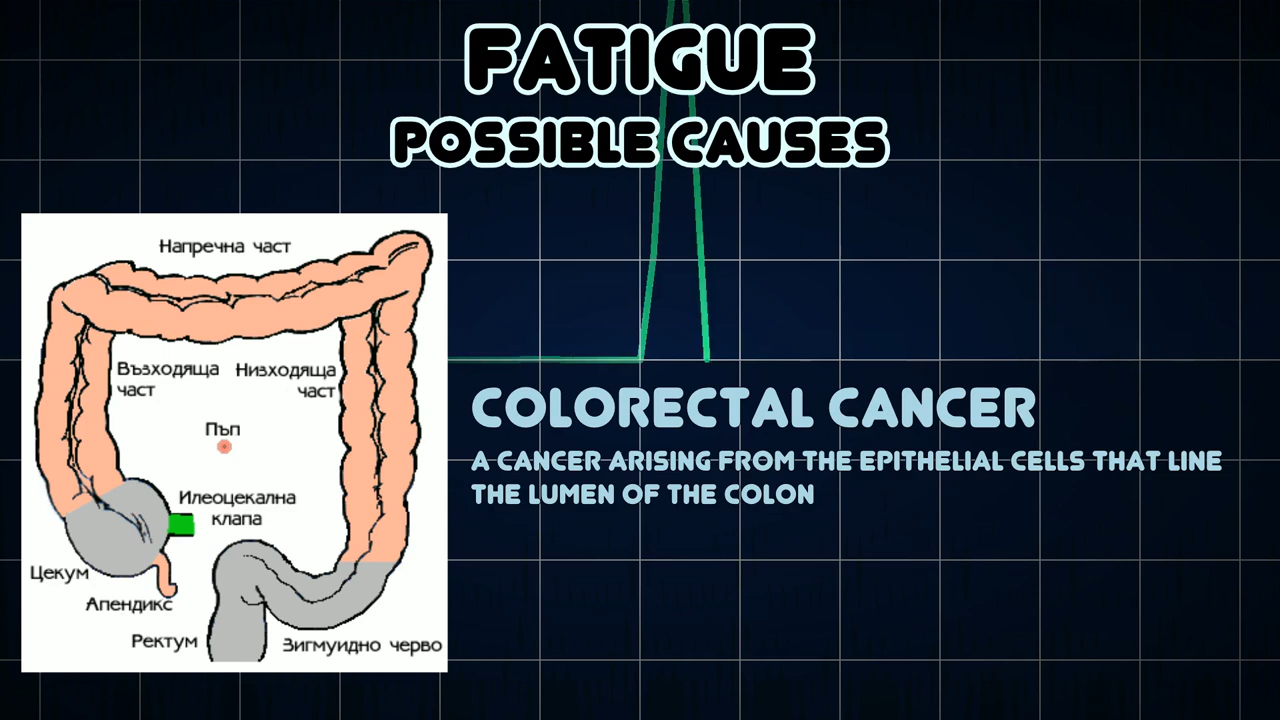 FATIGUE
POSSIBLE CAUSES
Напречна част
Възходяща
част
Низходяща
част
Пъп
Илеоцекална
клапа
Цекум
Апендикс
Ректум
Зигмуидно черво
COLORECTAL CANCER
A CANCER ARISING FROM THE EPITHELIAL CELLS THAT LINE
THE LUMEN OF THE COLON